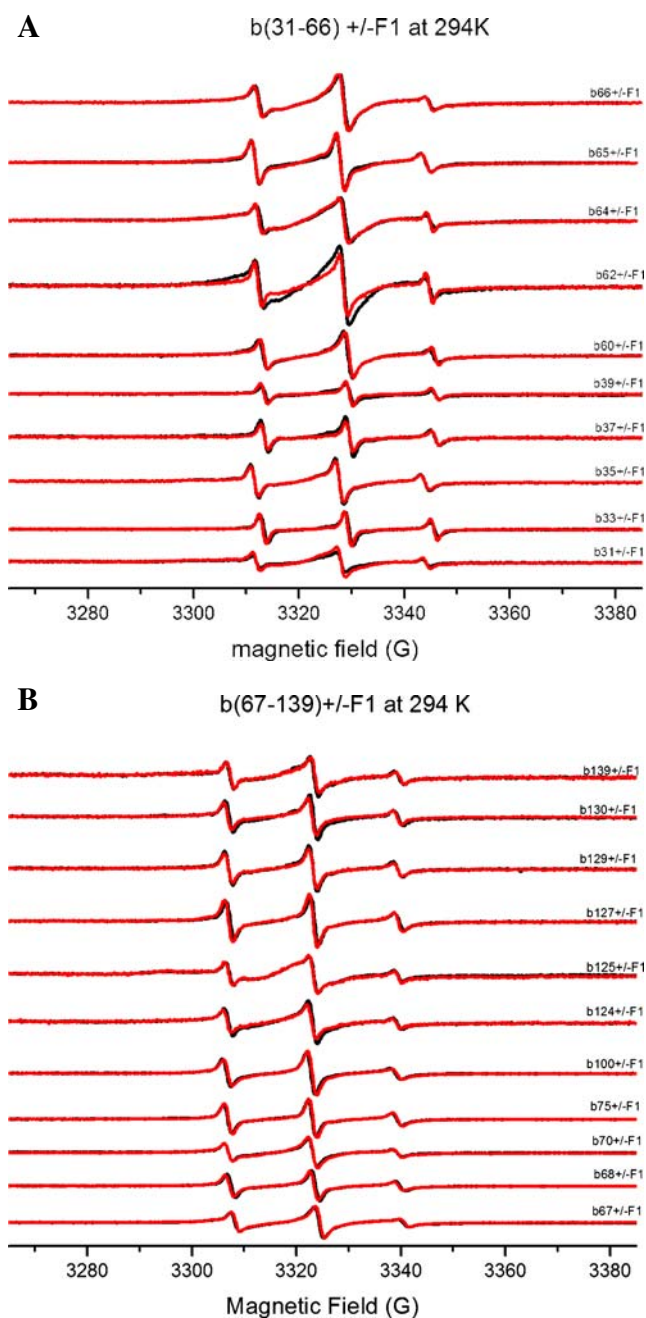 A
b(31-66) +/-F1 at 294K
b66+/-F1
b65+/-F1
b64+/-F1
b62+/-F1
b60+/-F1
b39+/-F1
b37+/-F1
b35+/-F1
b33+/-F1
b31+/-F1
3280 3300 3320 3340 3360 3380
magnetic field (G)
B
b(67-139)+/-F1 at 294 K
b139+/-F1
b130+/-F1
b129+/-F1
b127+/-F1
b125+/-F1
b124+/-F1
b100+/-F1
b75+/-F1
b70+/-F1
b68+/-F1
b67+/-F1
3280 3300 3320 3340 3360 3380
Magnetic Field (G)